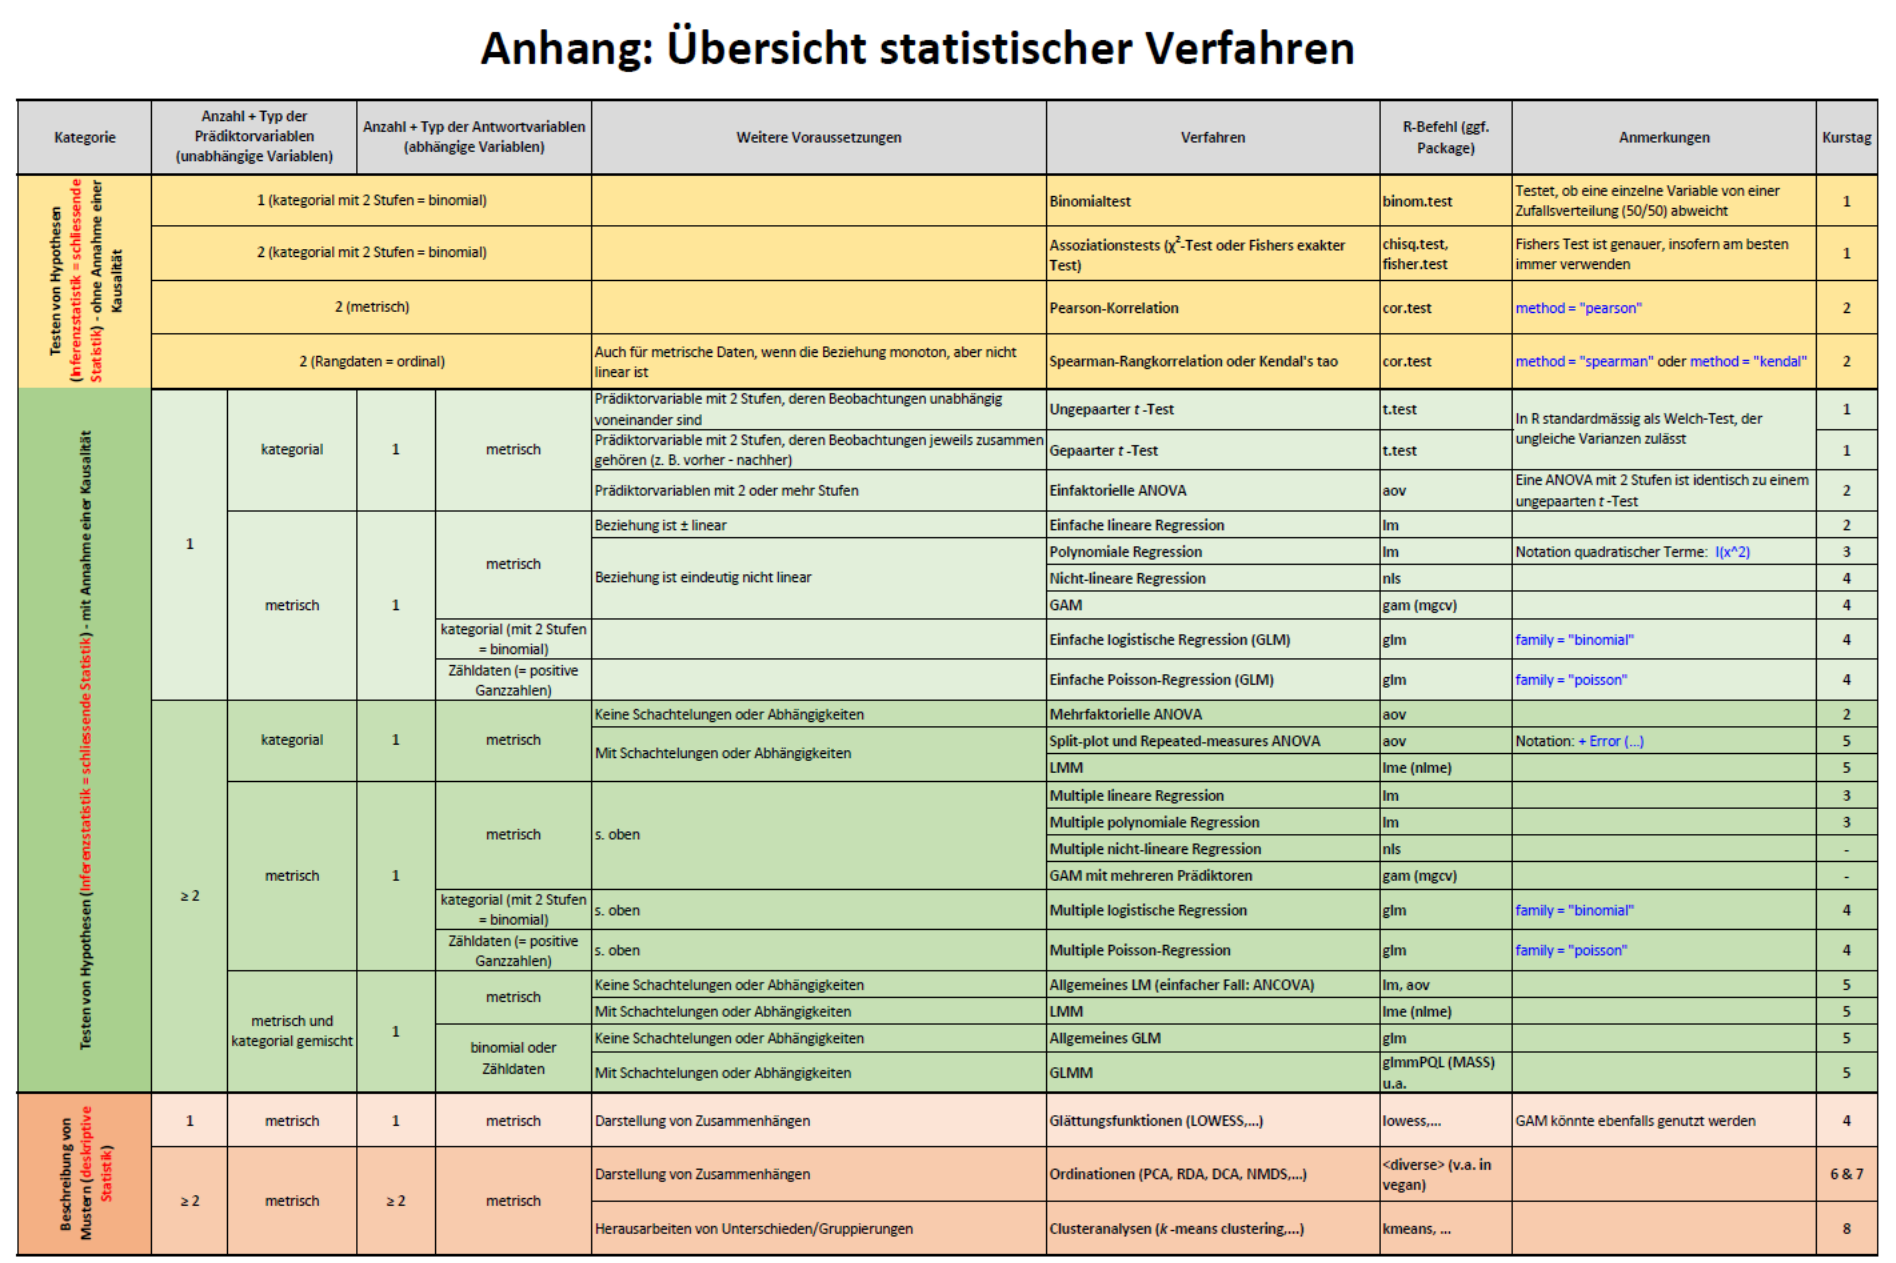 Anhang: Übersicht statistischer Verfahren
Kategorie
Anzahl + Typ der
Prädiktorvariablen
(unabhängige Variablen)
Anzahl + Typ der Antwortvariablen
(abhängige Variablen)
Weitere Voraussetzungen
Verfahren
R-Befehl (ggf.
Package)
Anmerkungen
Kurstag
Testen von Hypothesen
(Inferenzstatistik = schliessende
Statistik) - ohne Annahme einer
Kausalität
1 (kategorial mit 2 Stufen = binomial)
Binomialtest
binom.test
Testet, ob eine einzelne Variable von einer
Zufallsverteilung (50/50) abweicht
1
2 (kategorial mit 2 Stufen = binomial)
Assoziationstests (χ²-Test oder Fishers exakter
Test)
chisq.test,
fisher.test
Fishers Test ist genauer, insofern am besten
immer verwenden
1
2 (metrisch)
Pearson-Korrelation
cor.test
method = "pearson"
2
2 (Rangdaten = ordinal)
Auch für metrische Daten, wenn die Beziehung monoton, aber nicht
linear ist
Spearman-Rangkorrelation oder Kendal's tao
cor.test
method = "spearman" oder method = "kendal"
2
Testen von Hypothesen (Inferenzstatistik = schliessende Statistik) - mit Annahme einer Kausalität
1
kategorial
1
metrisch
Prädiktorvariable mit 2 Stufen, deren Beobachtungen unabhängig
voneinander sind
Ungepaarter t -Test
t.test
In R standardmässig als Welch-Test, der
ungleiche Varianzen zulässt
1
Prädiktorvariable mit 2 Stufen, deren Beobachtungen jeweils zusammen
gehören (z. B. vorher - nachher)
Gepaarter t -Test
t.test
1
Prädiktorvariablen mit 2 oder mehr Stufen
Einfaktorielle ANOVA
aov
Eine ANOVA mit 2 Stufen ist identisch zu einem
ungepaarten t -Test
2
metrisch
1
metrisch
Beziehung ist ± linear
Einfache lineare Regression
lm
2
Beziehung ist eindeutig nicht linear
Polynomiale Regression
lm
Notation quadratischer Terme: I(x^2)
3
Nicht-lineare Regression
nls
4
GAM
gam (mgcv)
4
kategorial (mit 2 Stufen
= binomial)
Einfache logistische Regression (GLM)
glm
family = "binomial"
4
Zähldaten (= positive
Ganzzahlen)
Einfache Poisson-Regression (GLM)
glm
family = "poisson"
4
≥ 2
kategorial
1
metrisch
Keine Schachtelungen oder Abhängigkeiten
Mehrfaktorielle ANOVA
aov
2
Mit Schachtelungen oder Abhängigkeiten
Split-plot und Repeated-measures ANOVA
aov
Notation: + Error (...)
5
LMM
lme (nlme)
5
metrisch
1
metrisch
s. oben
Multiple lineare Regression
lm
3
Multiple polynomiale Regression
lm
3
Multiple nicht-lineare Regression
nls
-
GAM mit mehreren Prädiktoren
gam (mgcv)
-
kategorial (mit 2 Stufen
= binomial)
s. oben
Multiple logistische Regression
glm
family = "binomial"
4
Zähldaten (= positive
Ganzzahlen)
s. oben
Multiple Poisson-Regression
glm
family = "poisson"
4
metrisch und
kategorial gemischt
1
metrisch
Keine Schachtelungen oder Abhängigkeiten
Allgemeines LM (einfacher Fall: ANCOVA)
lm, aov
5
Mit Schachtelungen oder Abhängigkeiten
LMM
lme (nlme)
5
binomial oder
Zähldaten
Keine Schachtelungen oder Abhängigkeiten
Allgemeines GLM
glm
5
Mit Schachtelungen oder Abhängigkeiten
GLMM
glmmPQL (MASS)
u.a.
5
Beschreibung von
Mustern (deskriptive
Statistik)
1
metrisch
1
metrisch
Darstellung von Zusammenhängen
Glättungsfunktionen (LOWESS,...)
lowess,...
GAM könnte ebenfalls genutzt werden
4
≥ 2
metrisch
≥ 2
metrisch
Darstellung von Zusammenhängen
Ordinationen (PCA, RDA, DCA, NMDS,...)
<diverse> (v.a. in
vegan)
6 & 7
Herausarbeiten von Unterschieden/Gruppierungen
Clusteranalysen (k -means clustering,...)
kmeans, ...
8